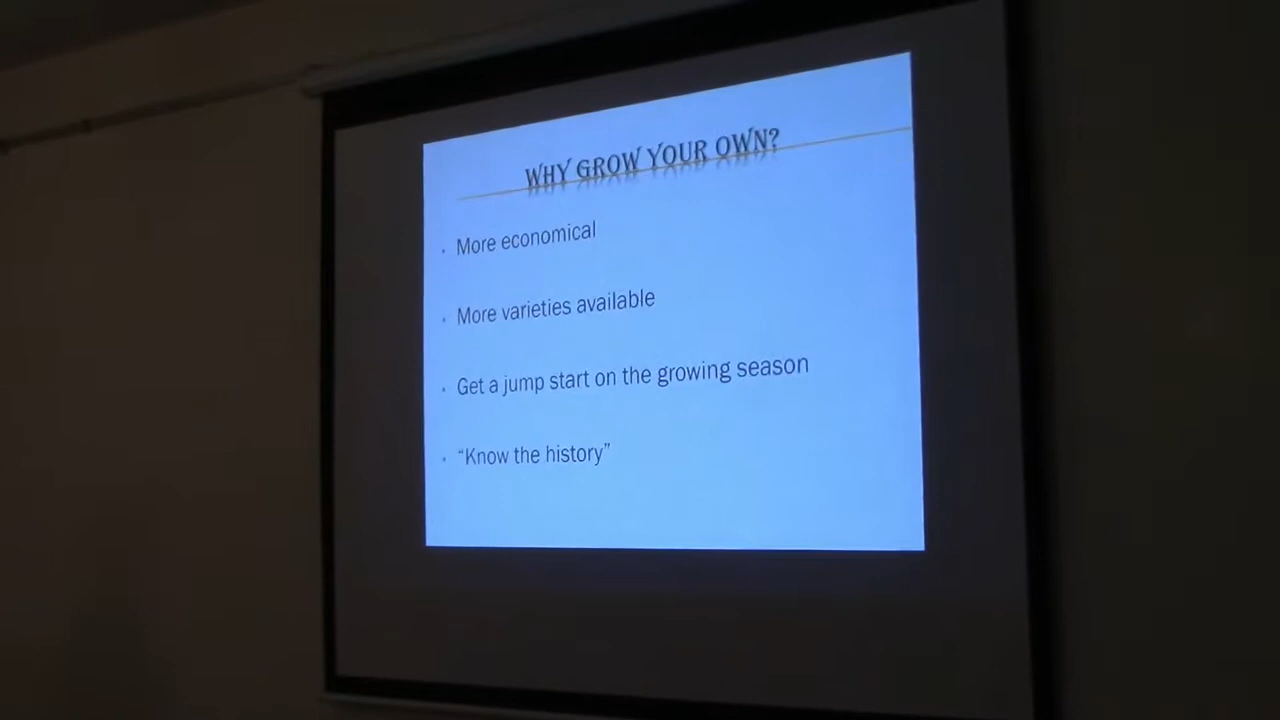 WHY GROW YOUR OWN?
• More economical
• More varieties available
• Get a jump start on the growing season
• “Know the history”